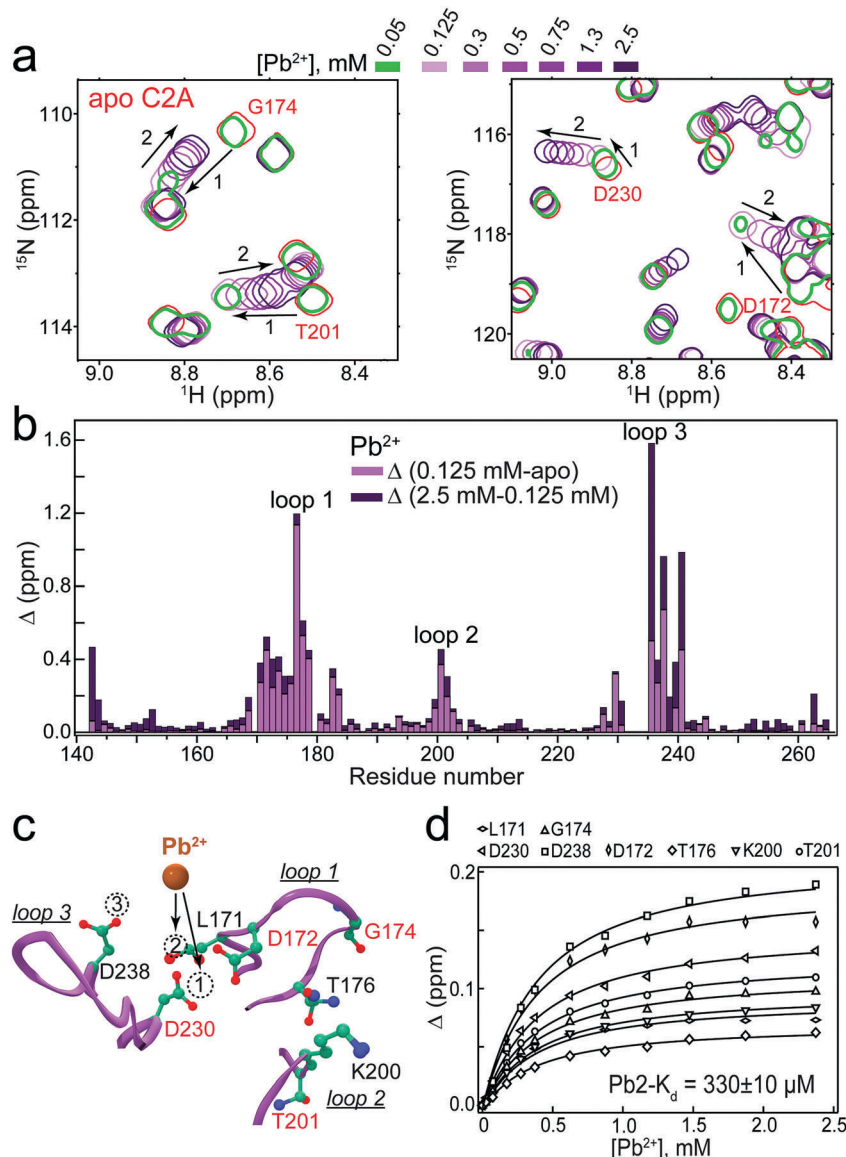 a
[Pb²⁺], mM 0.05 0.125 0.3 0.5 0.75 1.3 2.5
apo C2A
G174
2
1
2
1
T201
110
112
114
¹⁵N (ppm)
9.0 8.8 8.6 8.4
¹H (ppm)
2
1
D230
2
1
D172
116
118
120
¹⁵N (ppm)
9.0 8.8 8.6 8.4
¹H (ppm)
b
Pb²⁺
Δ (0.125 mM-apo)
Δ (2.5 mM-0.125 mM)
loop 1
loop 2
loop 3
1.6
1.2
0.8
0.4
0.0
Δ (ppm)
140 160 180 200 220 240 260
Residue number
c
Pb²⁺
loop 1
loop 3
3
L171
2
D172
G174
D238
1
T176
D230
K200
loop 2
T201
d
L171 G174
D230 D238 D172 T176 K200 T201
0.2
0.1
0.0
Δ (ppm)
Pb2-K_d = 330±10 µM
0 0.5 1.0 1.5 2.0 2.5
[Pb²⁺], mM